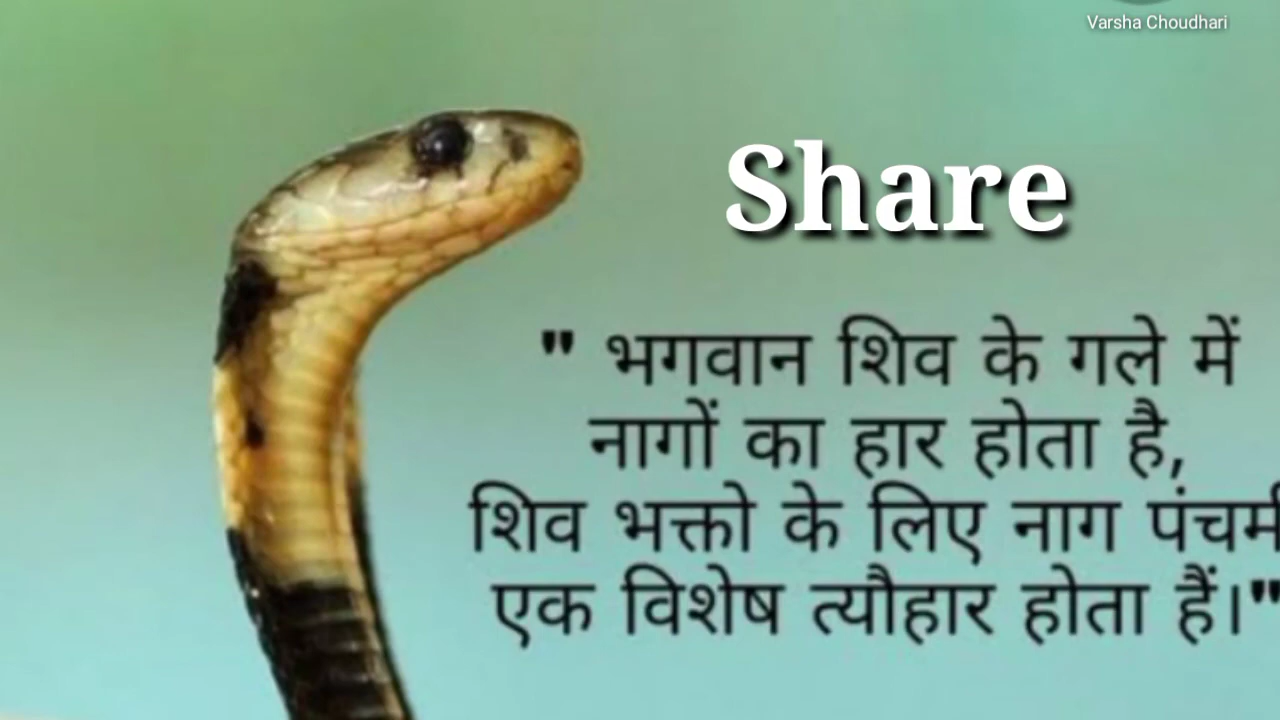 Varsha Choudhari
Share
" भगवान शिव के गले में
नागों का हार होता है,
शिव भक्तो के लिए नाग पंचमी
एक विशेष त्यौहार होता हैं।"